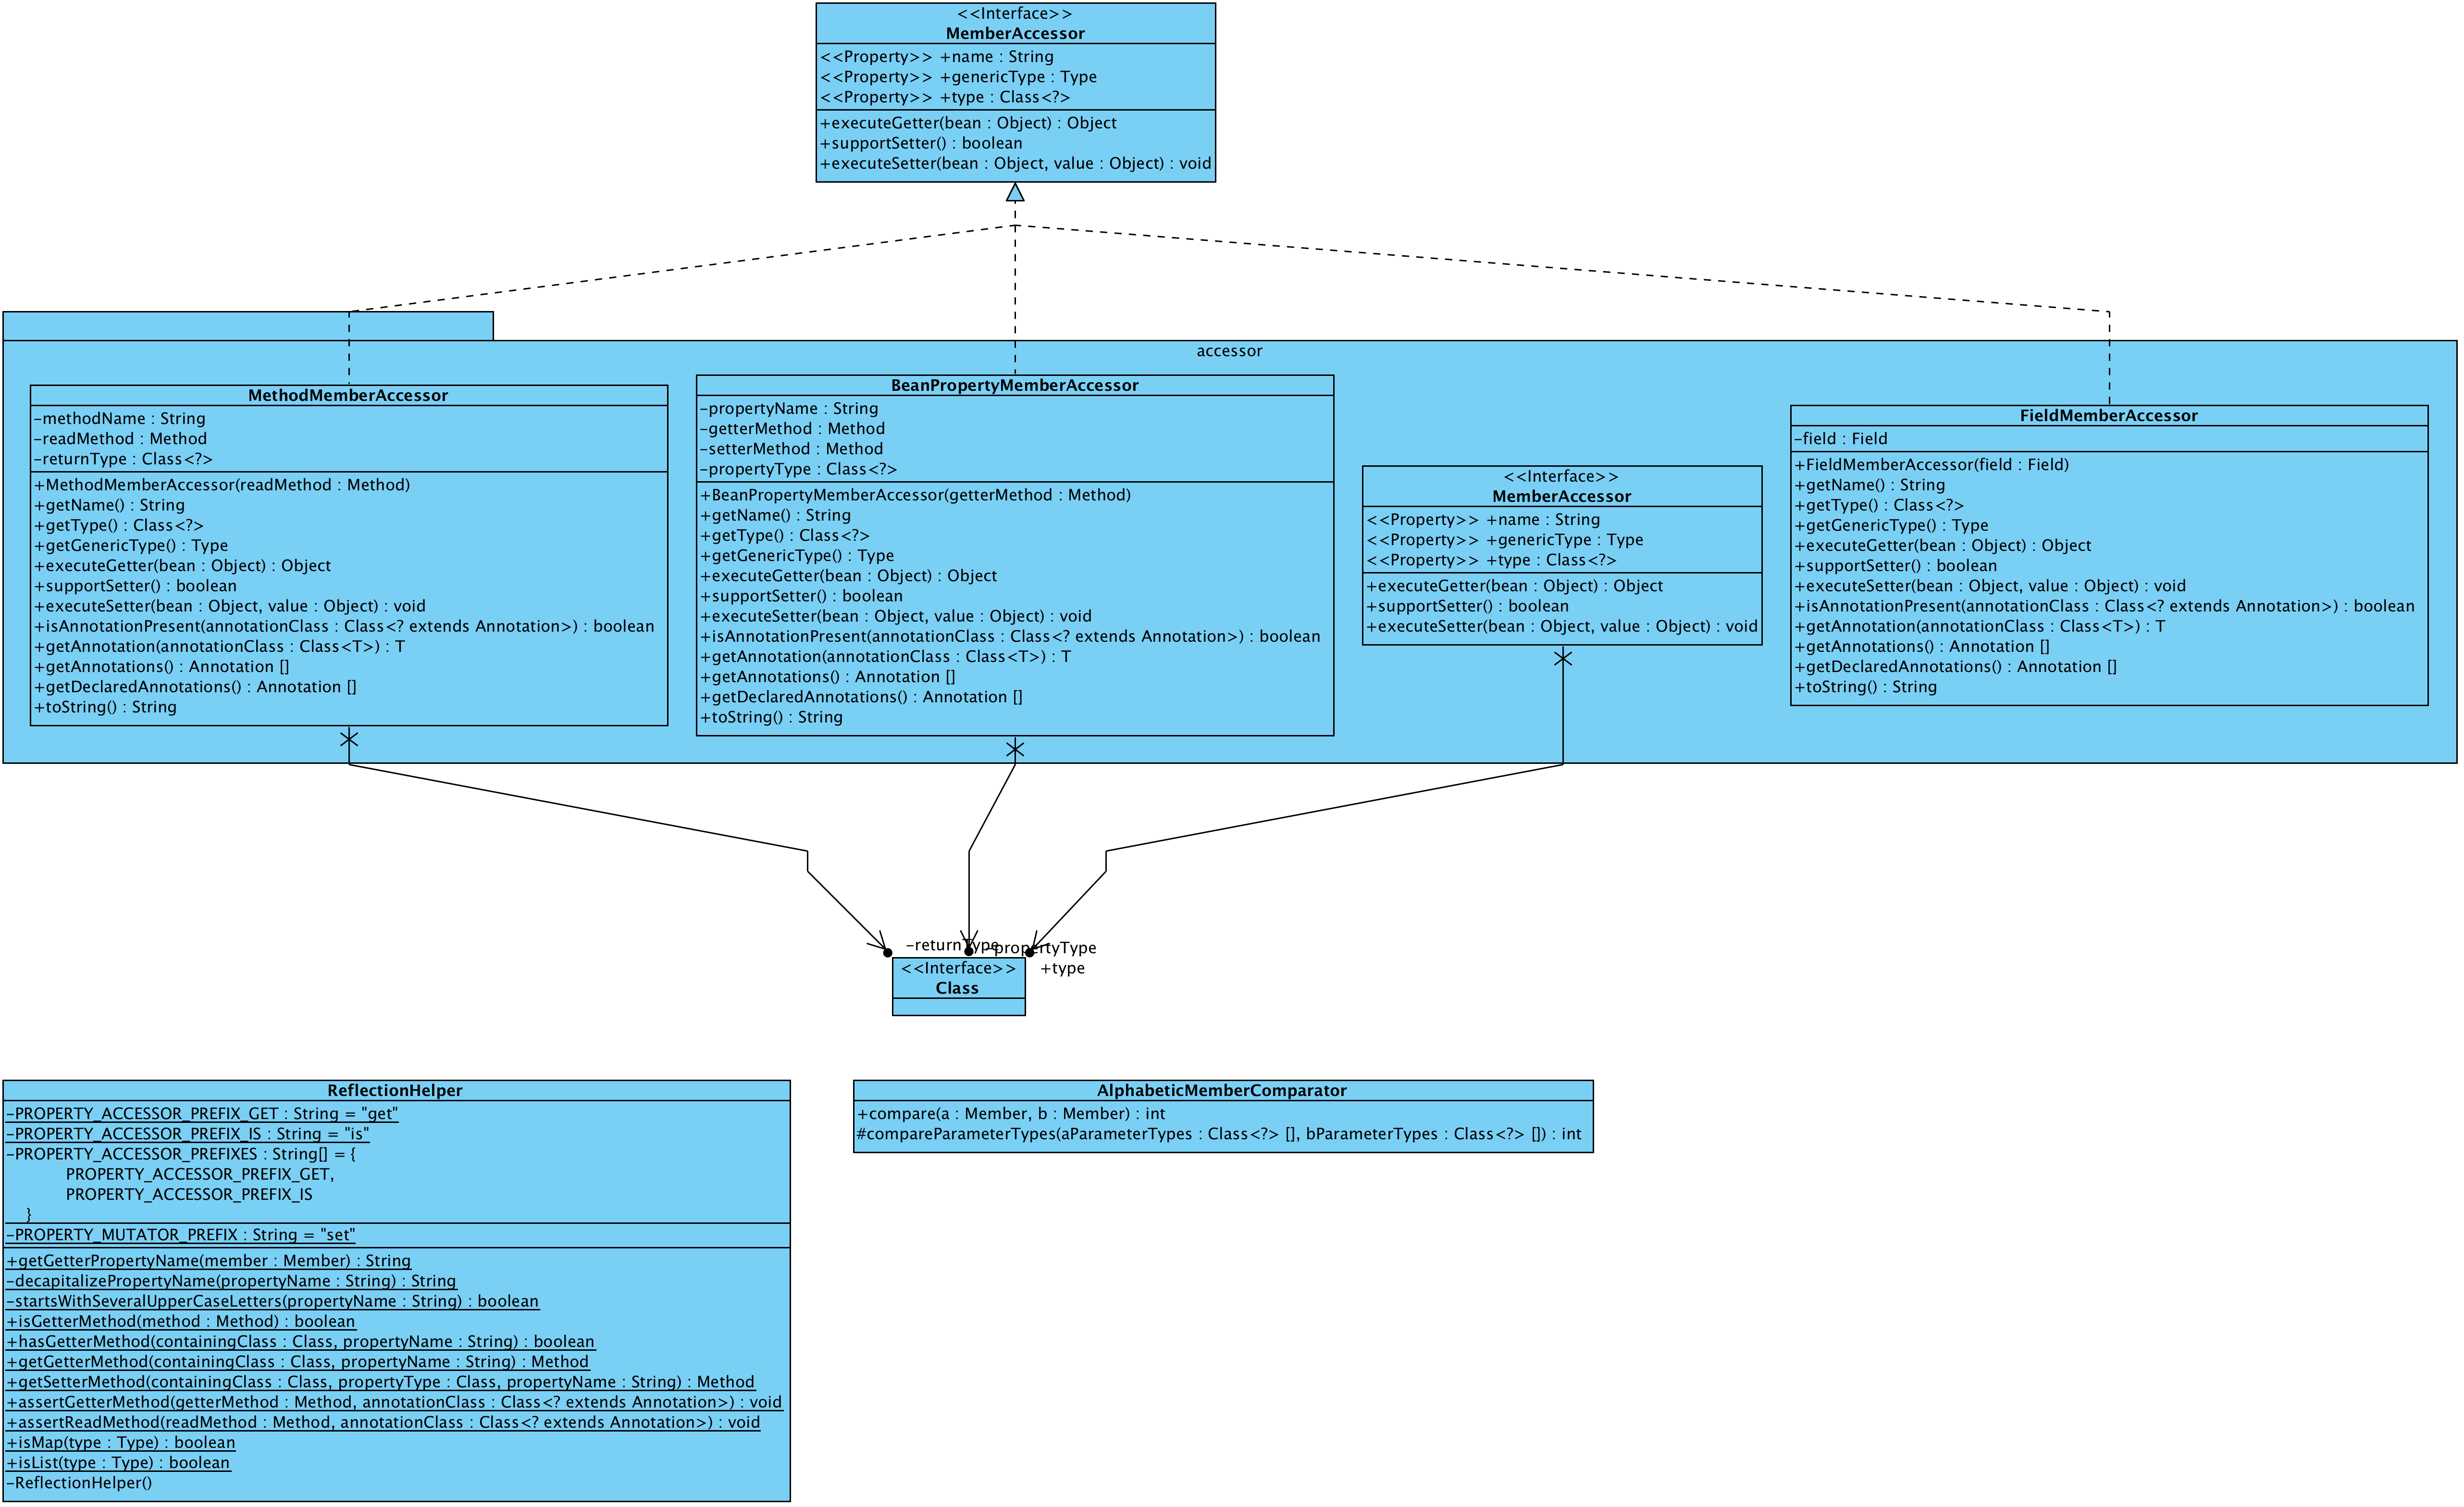 <<Interface>>
MemberAccessor
<<Property>> +name : String
<<Property>> +genericType : Type
<<Property>> +type : Class<?>
+executeGetter(bean : Object) : Object
+supportSetter() : boolean
+executeSetter(bean : Object, value : Object) : void
accessor
MethodMemberAccessor
-methodName : String
-readMethod : Method
-returnType : Class<?>
+MethodMemberAccessor(readMethod : Method)
+getName() : String
+getType() : Class<?>
+getGenericType() : Type
+executeGetter(bean : Object) : Object
+supportSetter() : boolean
+executeSetter(bean : Object, value : Object) : void
+isAnnotationPresent(annotationClass : Class<? extends Annotation>) : boolean
+getAnnotation(annotationClass : Class<T>) : T
+getAnnotations() : Annotation []
+getDeclaredAnnotations() : Annotation []
+toString() : String
BeanPropertyMemberAccessor
-propertyName : String
-getterMethod : Method
-setterMethod : Method
-propertyType : Class<?>
+BeanPropertyMemberAccessor(getterMethod : Method)
+getName() : String
+getType() : Class<?>
+getGenericType() : Type
+executeGetter(bean : Object) : Object
+supportSetter() : boolean
+executeSetter(bean : Object, value : Object) : void
+isAnnotationPresent(annotationClass : Class<? extends Annotation>) : boolean
+getAnnotation(annotationClass : Class<T>) : T
+getAnnotations() : Annotation []
+getDeclaredAnnotations() : Annotation []
+toString() : String
<<Interface>>
MemberAccessor
<<Property>> +name : String
<<Property>> +genericType : Type
<<Property>> +type : Class<?>
+executeGetter(bean : Object) : Object
+supportSetter() : boolean
+executeSetter(bean : Object, value : Object) : void
FieldMemberAccessor
-field : Field
+FieldMemberAccessor(field : Field)
+getName() : String
+getType() : Class<?>
+getGenericType() : Type
+executeGetter(bean : Object) : Object
+supportSetter() : boolean
+executeSetter(bean : Object, value : Object) : void
+isAnnotationPresent(annotationClass : Class<? extends Annotation>) : boolean
+getAnnotation(annotationClass : Class<T>) : T
+getAnnotations() : Annotation []
+getDeclaredAnnotations() : Annotation []
+toString() : String
-returnType
-propertyType
+type
<<Interface>>
Class
ReflectionHelper
-PROPERTY_ACCESSOR_PREFIX_GET : String = "get"
-PROPERTY_ACCESSOR_PREFIX_IS : String = "is"
-PROPERTY_ACCESSOR_PREFIXES : String[] = {
PROPERTY_ACCESSOR_PREFIX_GET,
PROPERTY_ACCESSOR_PREFIX_IS
}
-PROPERTY_MUTATOR_PREFIX : String = "set"
+getGetterPropertyName(member : Member) : String
-decapitalizePropertyName(propertyName : String) : String
-startsWithSeveralUpperCaseLetters(propertyName : String) : boolean
+isGetterMethod(method : Method) : boolean
+hasGetterMethod(containingClass : Class, propertyName : String) : boolean
+getGetterMethod(containingClass : Class, propertyName : String) : Method
+getSetterMethod(containingClass : Class, propertyType : Class, propertyName : String) : Method
+assertGetterMethod(getterMethod : Method, annotationClass : Class<? extends Annotation>) : void
+assertReadMethod(readMethod : Method, annotationClass : Class<? extends Annotation>) : void
+isMap(type : Type) : boolean
+isList(type : Type) : boolean
-ReflectionHelper()
AlphabeticMemberComparator
+compare(a : Member, b : Member) : int
#compareParameterTypes(aParameterTypes : Class<?> [], bParameterTypes : Class<?> []) : int